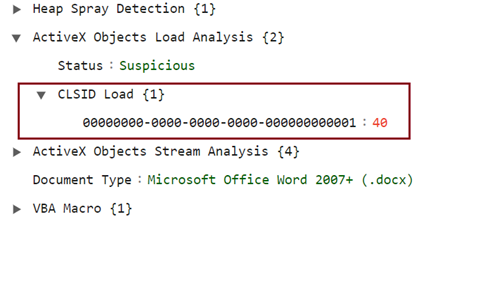 Heap Spray Detection {1}
ActiveX Objects Load Analysis {2}
Status : Suspicious
CLSID Load {1}
00000000-0000-0000-0000-000000000001 : 40
ActiveX Objects Stream Analysis {4}
Document Type : Microsoft Office Word 2007+ (.docx)
VBA Macro {1}